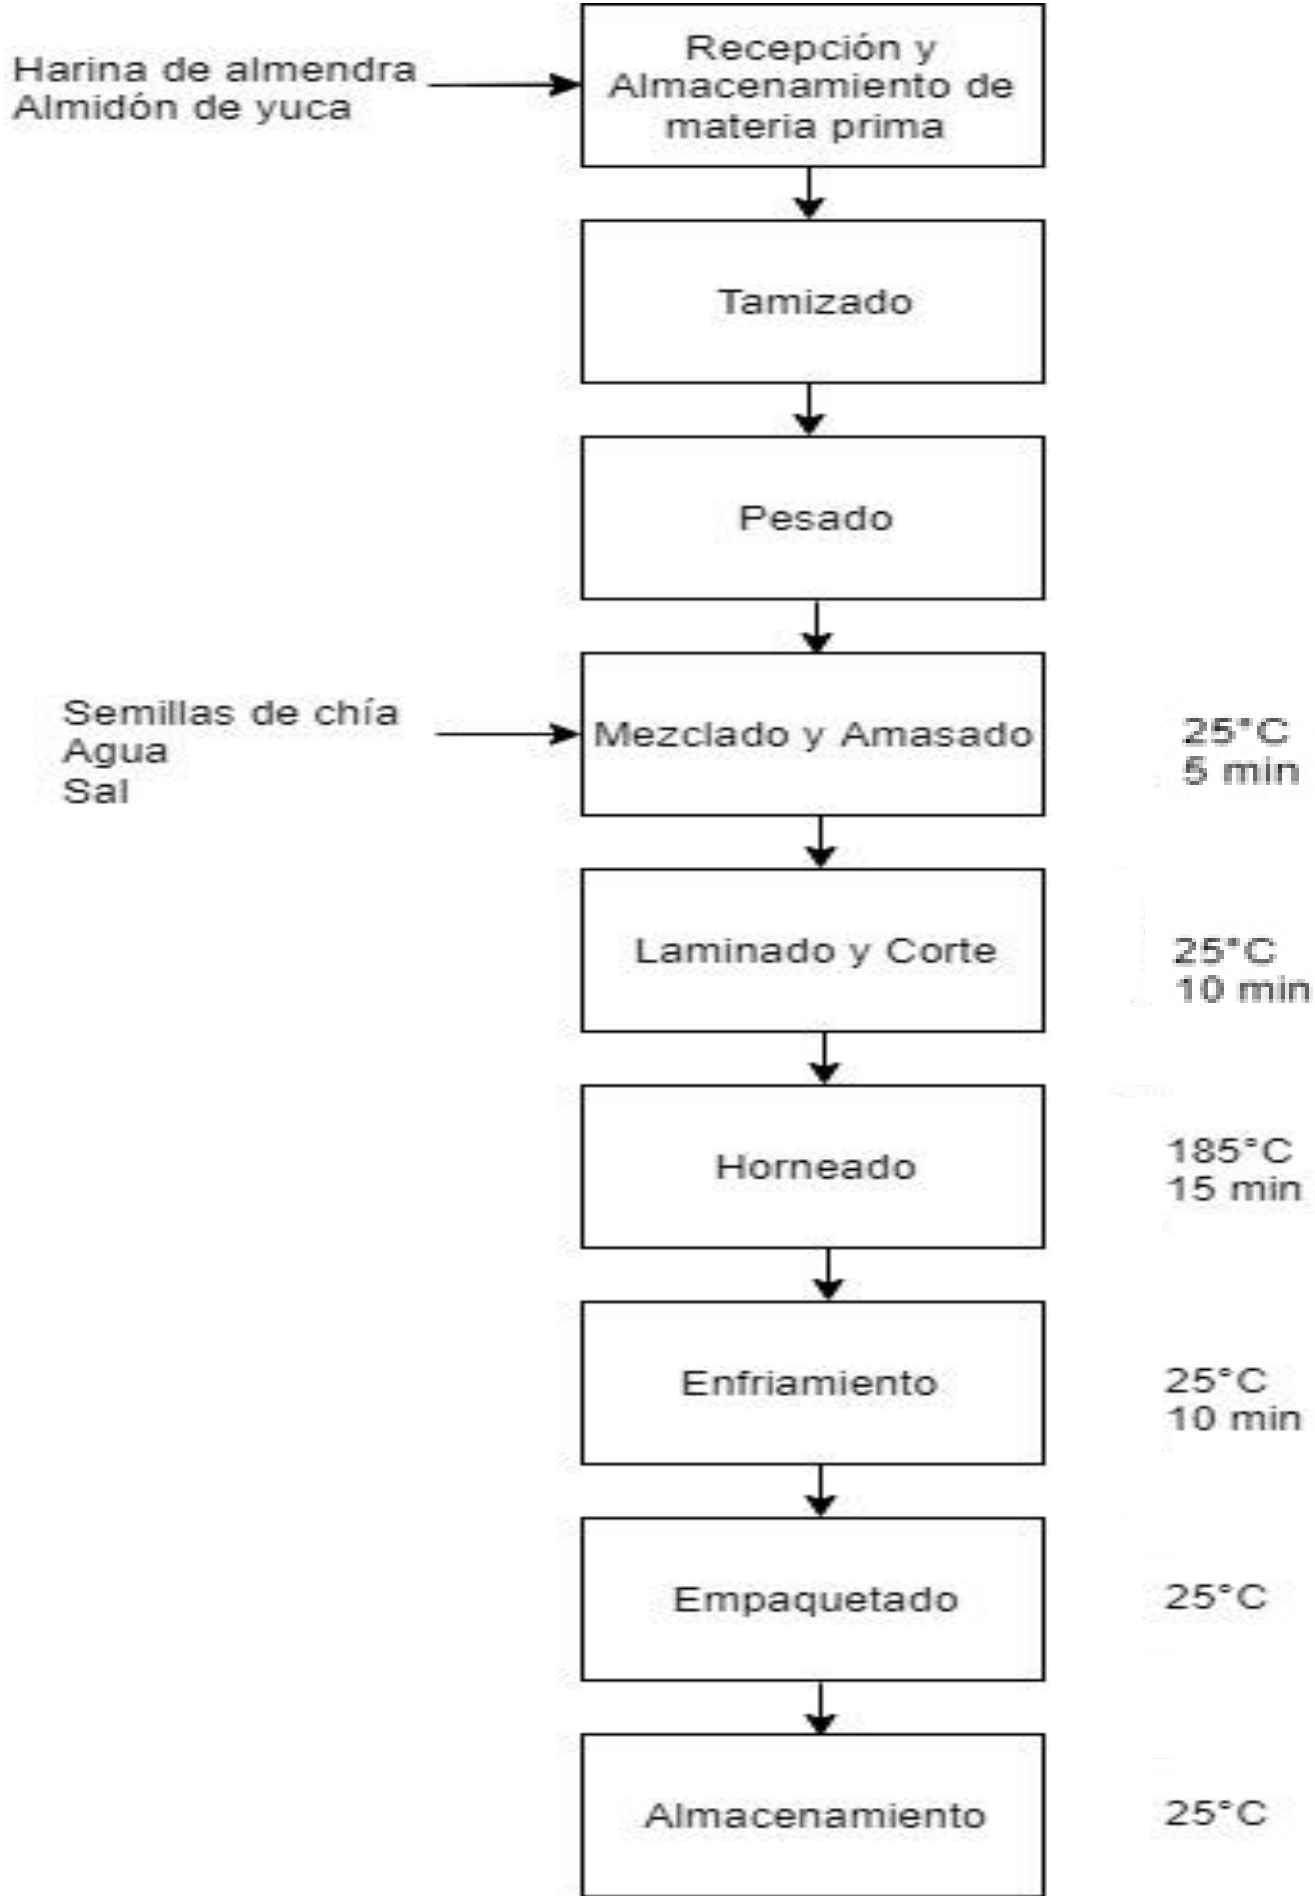 Harina de almendra
Almidón de yuca
Recepción y
Almacenamiento de
materia prima
Tamizado
Pesado
Semillas de chía
Agua
Sal
Mezclado y Amasado
25°C
5 min
Laminado y Corte
25°C
10 min
Horneado
185°C
15 min
Enfriamiento
25°C
10 min
Empaquetado
25°C
Almacenamiento
25°C